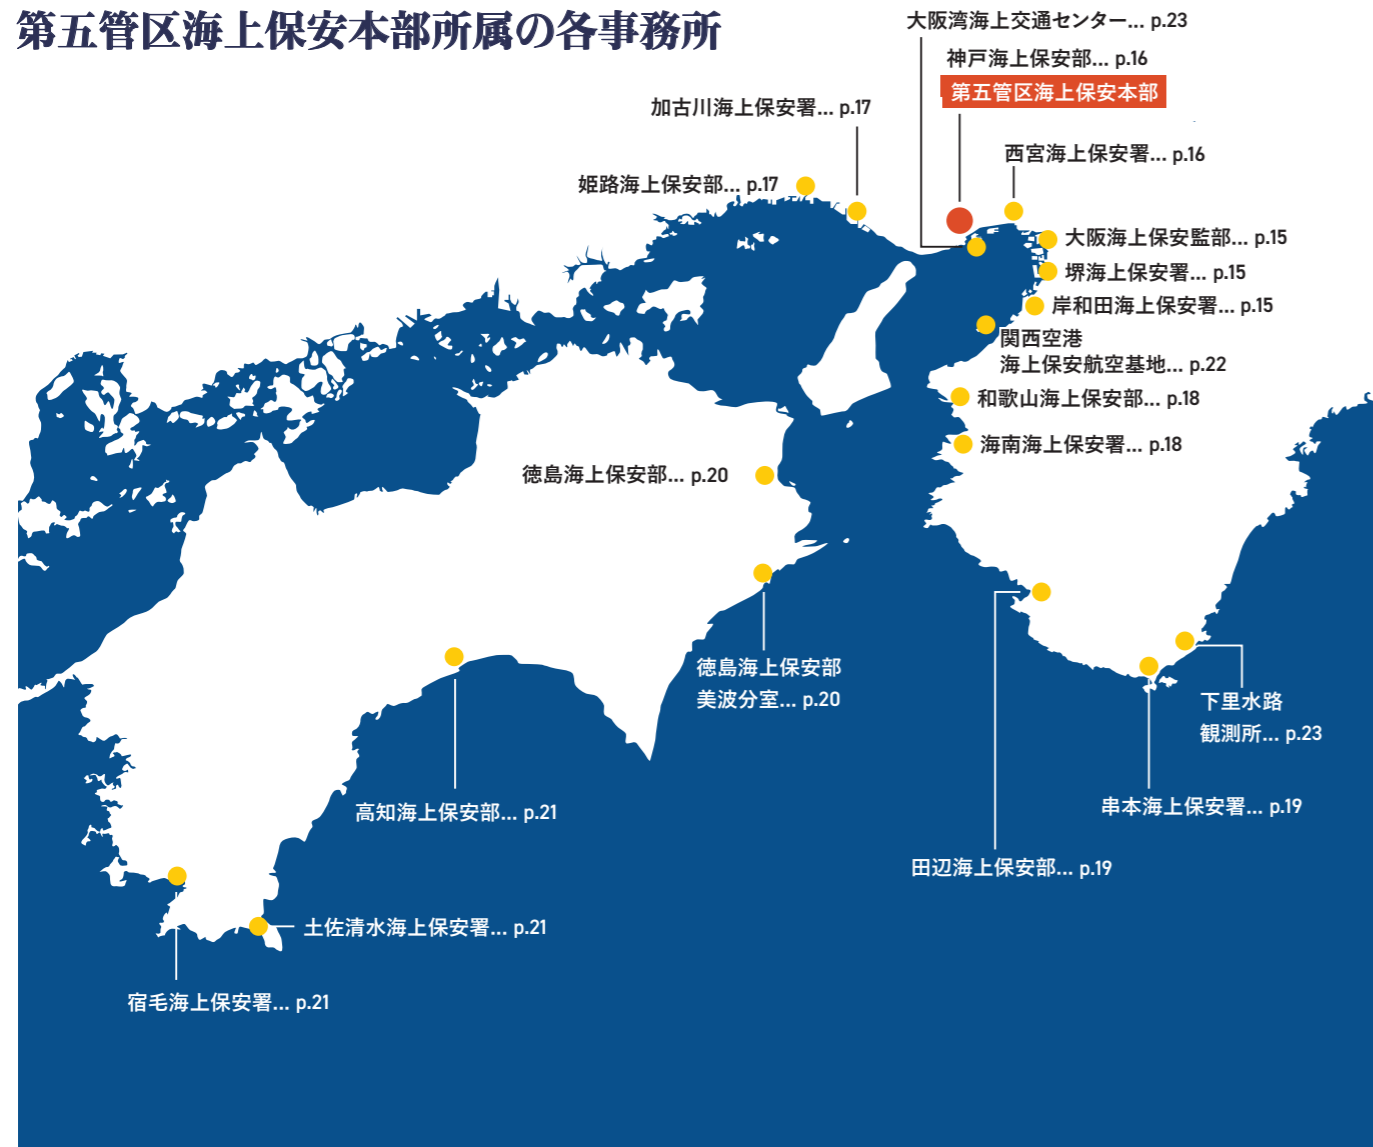 第五管区海上保安本部所属の各事務所
大阪湾海上交通センター... p.23
神戸海上保安部... p.16
第五管区海上保安本部
加古川海上保安署... p.17
西宮海上保安署... p.16
姫路海上保安部... p.17
大阪海上保安監部... p.15
堺海上保安署... p.15
岸和田海上保安署... p.15
関西空港
海上保安航空基地... p.22
和歌山海上保安部... p.18
海南海上保安署... p.18
徳島海上保安部... p.20
徳島海上保安部
美波分室... p.20
下里水路
観測所... p.23
高知海上保安部... p.21
串本海上保安署... p.19
田辺海上保安部... p.19
土佐清水海上保安署... p.21
宿毛海上保安署... p.21